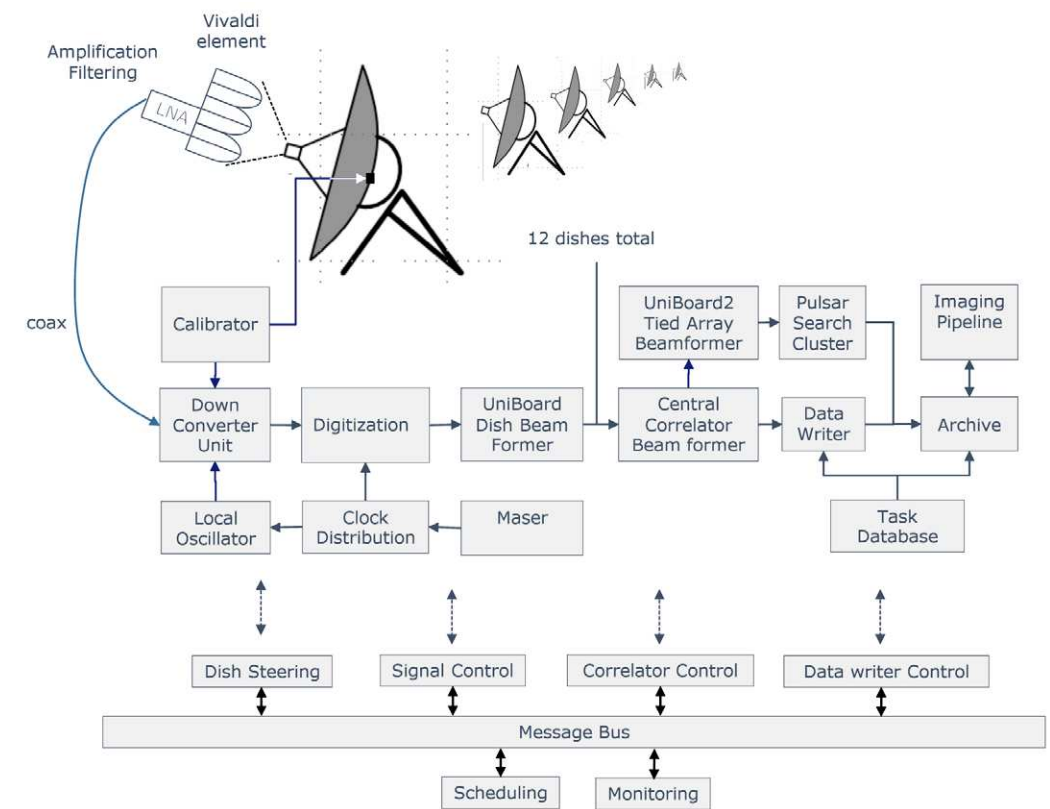 Vivaldi
element
Amplification
Filtering
LNA
12 dishes total
coax
Calibrator
UniBoard2
Tied Array
Beamformer
Pulsar
Search
Cluster
Imaging
Pipeline
Down
Converter
Unit
Digitization
UniBoard
Dish Beam
Former
Central
Correlator
Beam former
Data
Writer
Archive
Local
Oscillator
Clock
Distribution
Maser
Task
Database
Dish Steering
Signal Control
Correlator Control
Data writer Control
Message Bus
Scheduling
Monitoring